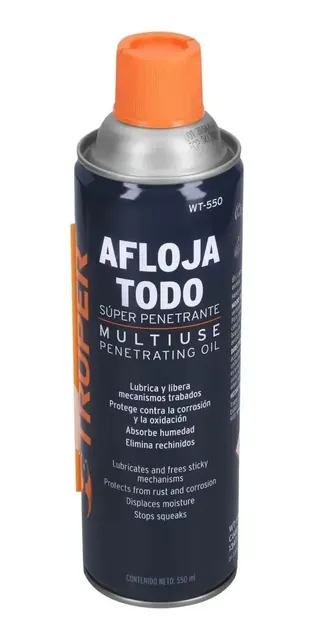 WT-550
AFLOJA
TODO
SÚPER PENETRANTE
MULTIUSE
PENETRATING OIL
TRUPER
Lubrica y libera
mecanismos trabados
Protege contra la corrosión
y la oxidación
Absorbe humedad
Elimina rechinidos
Lubricates and frees sticky
mechanisms
Protects from rust and corrosion
Displaces moisture
Stops squeaks
CONTENIDO NETO: 550 ml